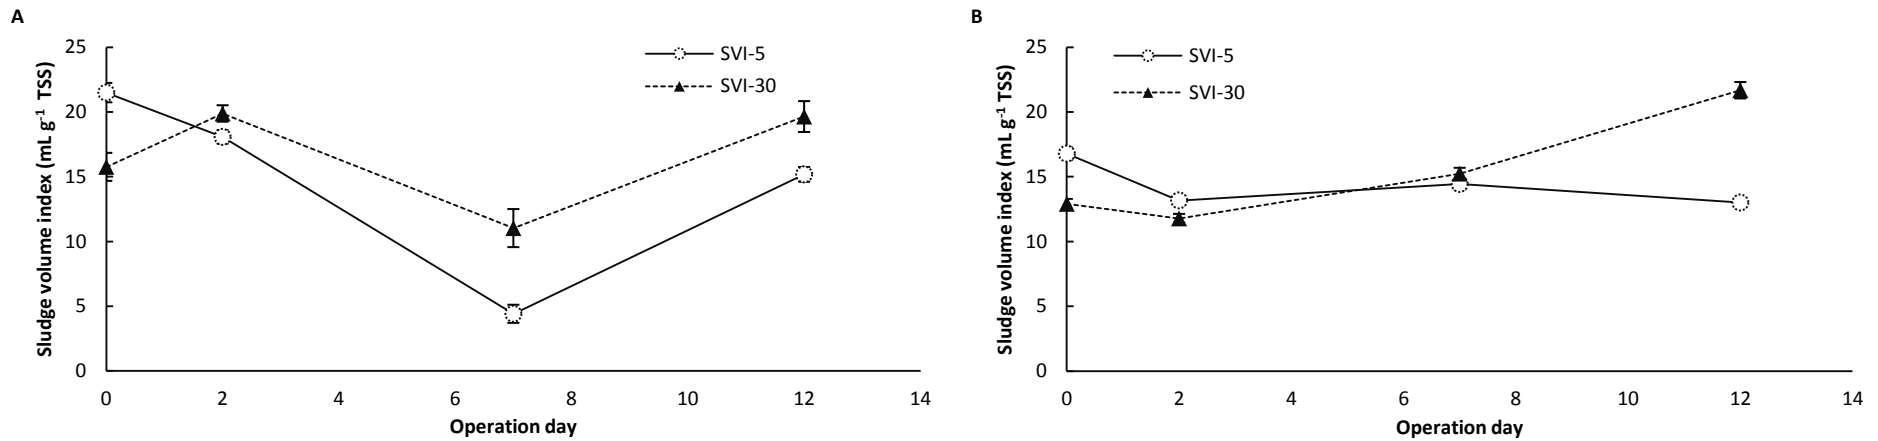 A
25
20
15
10
5
0
Sludge volume index (mL g⁻¹ TSS)
SVI-5
SVI-30
0 2 4 6 8 10 12 14
Operation day
B
25
20
15
10
5
0
Sludge volume index (mL g⁻¹ TSS)
SVI-5
SVI-30
0 2 4 6 8 10 12 14
Operation day